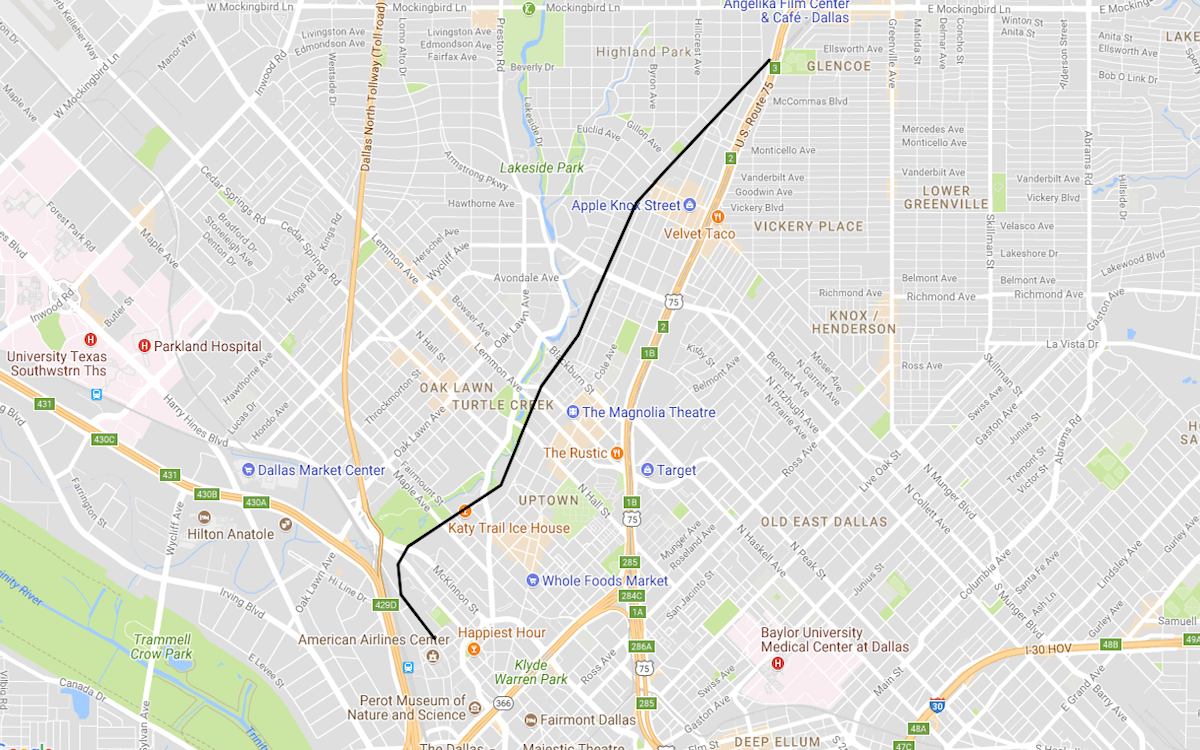 W Mockingbird Ln
W Mockingbird Ln
Angelika Film Center
& Café - Dallas
E Mockingbird Ln
E Mockingbird Ln
Manor Way
W Mockingbird Ln
Inwood Rd
Livingston Ave
Edmondson Ave
Westside Dr
Lomo Alto Dr
Livingston Ave
Edmondson Ave
Fairfax Ave
Preston Rd
Beverly Dr
Highland Park
Hillcrest Ave
Byron Ave
Ellsworth Ave
GLENCOE
3
Greenville Ave
Matilda St
Delmar Ave
Concho St
Winton St
Anita St
Anita St
Ellsworth Ave
Alderson St
Bob O Link Dr
LAKE
Maple Ave
Dallas North Tollway (Toll road)
Lakeside Dr
Euclid Ave
Gillon Ave
U.S. Route 75
McCommas Blvd
Mercedes Ave
Monticello Ave
Monticello Ave
2
Armstrong Pkwy
Lakeside Park
Hawthorne Ave
Vanderbilt Ave
Goodwin Ave
Vickery Blvd
Vanderbilt Ave
LOWER
GREENVILLE
Vanderbilt Ave
Kenwood Ave
Abrams Rd
Hillside Dr
Cedar Springs Rd
Bradford Dr
Stoneleigh Ave
Denton Dr
Cedar Springs Rd
Kings Rd
Apple Knox Street
Velvet Taco
VICKERY PLACE
Velasco Ave
Skillman St
Forest Park Rd
Maple Ave
Herschel Ave
Wycliff Ave
Lemmon Ave
Lakeshore Dr
Lakewood Blvd
Kings Rd
Avondale Ave
Belmont Ave
Belmont Ave
Inwood Rd
Butler St
Bowser Ave
Oak Lawn Ave
75
Richmond Ave
Richmond Ave
Richmond Ave
Gaston Ave
KNOX /
HENDERSON
University Texas
Southwstrn Ths
Parkland Hospital
N Hall St
Lemmon Ave
Blackburn St
Cole Ave
2
1B
Kirby St
La Vista Dr
Hawthorne Ave
Belmont Ave
Moser Ave
N Garrett Ave
Bennett Ave
N Fitzhugh Ave
Ross Ave
Skillman St
431
Lucas Dr
Hondo Ave
Throckmorton St
OAK LAWN
TURTLE CREEK
Swiss Ave
Gaston Ave
Harry Hines Blvd
Oak Lawn Ave
The Magnolia Theatre
N Prairie Ave
Junius St
Abrams Rd
430C
The Rustic
Ross Ave
431
Dallas Market Center
Fairmount St
Maple Ave
Target
Live Oak St
N Munger Blvd
Tremont St
Victor St
430B
430A
Farrington St
Wycliff Ave
Hilton Anatole
UPTOWN
N Hall St
1B
75
OLD EAST DALLAS
N Collett Ave
Katy Trail Ice House
Munger Ave
Roseland Ave
N Haskell Ave
N Peak St
Gurley Ave
Oak Lawn Ave
Hi Line Dr
McKinnon St
285
Whole Foods Market
284C
San Jacinto St
Junius St
Columbia Ave
Santa Fe Ave
Lindsley Ave
Irving Blvd
429D
1A
S Munger Blvd
Ash Ln
Gurley Ave
Samuell
Trinity River
Trammell
Crow Park
American Airlines Center
Happiest Hour
286A
Baylor University
Medical Center at Dallas
I-30 HOV
48B
49A
E Levee St
Klyde
Warren Park
Ross Ave
75
Swiss Ave
Main St
Canada Dr
Perot Museum of
Nature and Science
366
Fairmont Dallas
285
Gaston Ave
30
E Grand Ave
Barry Ave
Sylvan Ave
Trinity
The Dallas
Majestic Theatre
Elm St
DEEP ELLUM
48A
47C
S Haskell